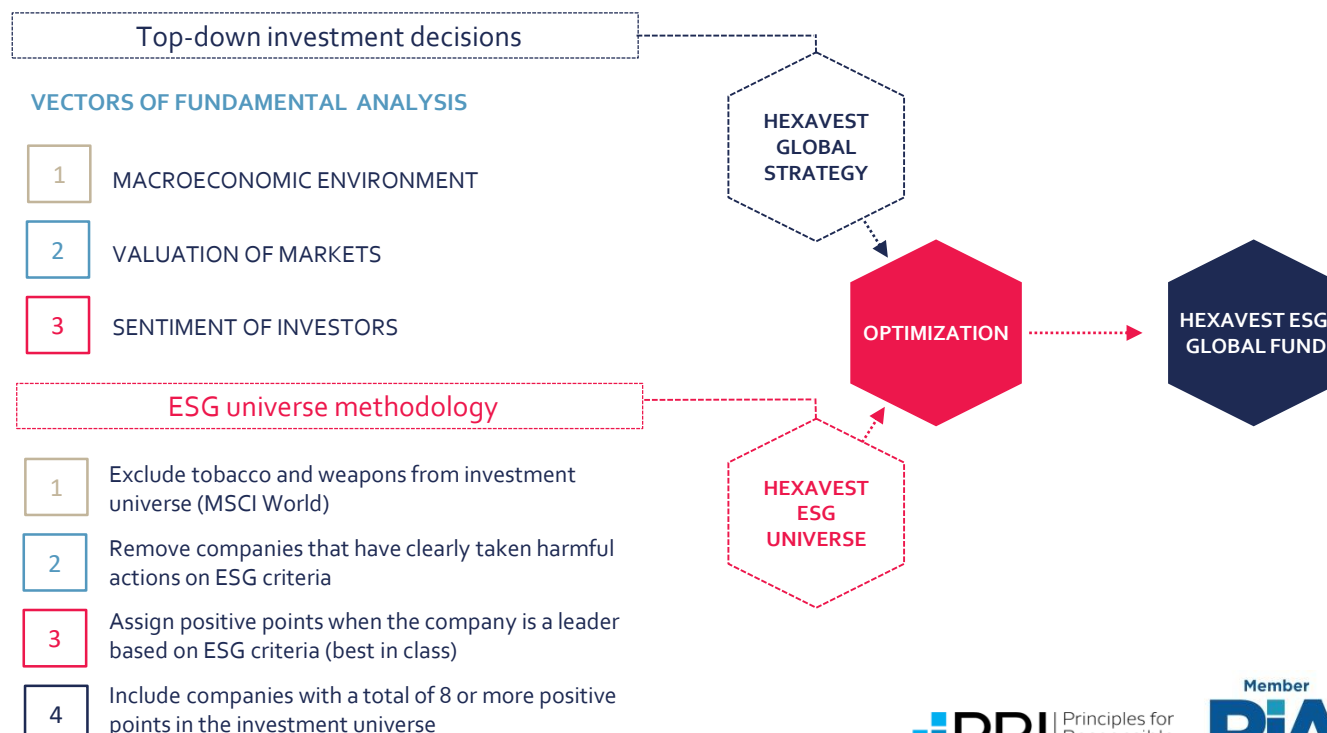 Top-down investment decisions
VECTORS OF FUNDAMENTAL ANALYSIS
1
MACROECONOMIC ENVIRONMENT
2
VALUATION OF MARKETS
3
SENTIMENT OF INVESTORS
HEXAVEST
GLOBAL
STRATEGY
OPTIMIZATION
HEXAVEST ESG
GLOBAL FUND
ESG universe methodology
1
Exclude tobacco and weapons from investment
universe (MSCI World)
2
Remove companies that have clearly taken harmful
actions on ESG criteria
3
Assign positive points when the company is a leader
based on ESG criteria (best in class)
4
Include companies with a total of 8 or more positive
points in the investment universe
HEXAVEST
ESG
UNIVERSE
PRI
Principles for
Member